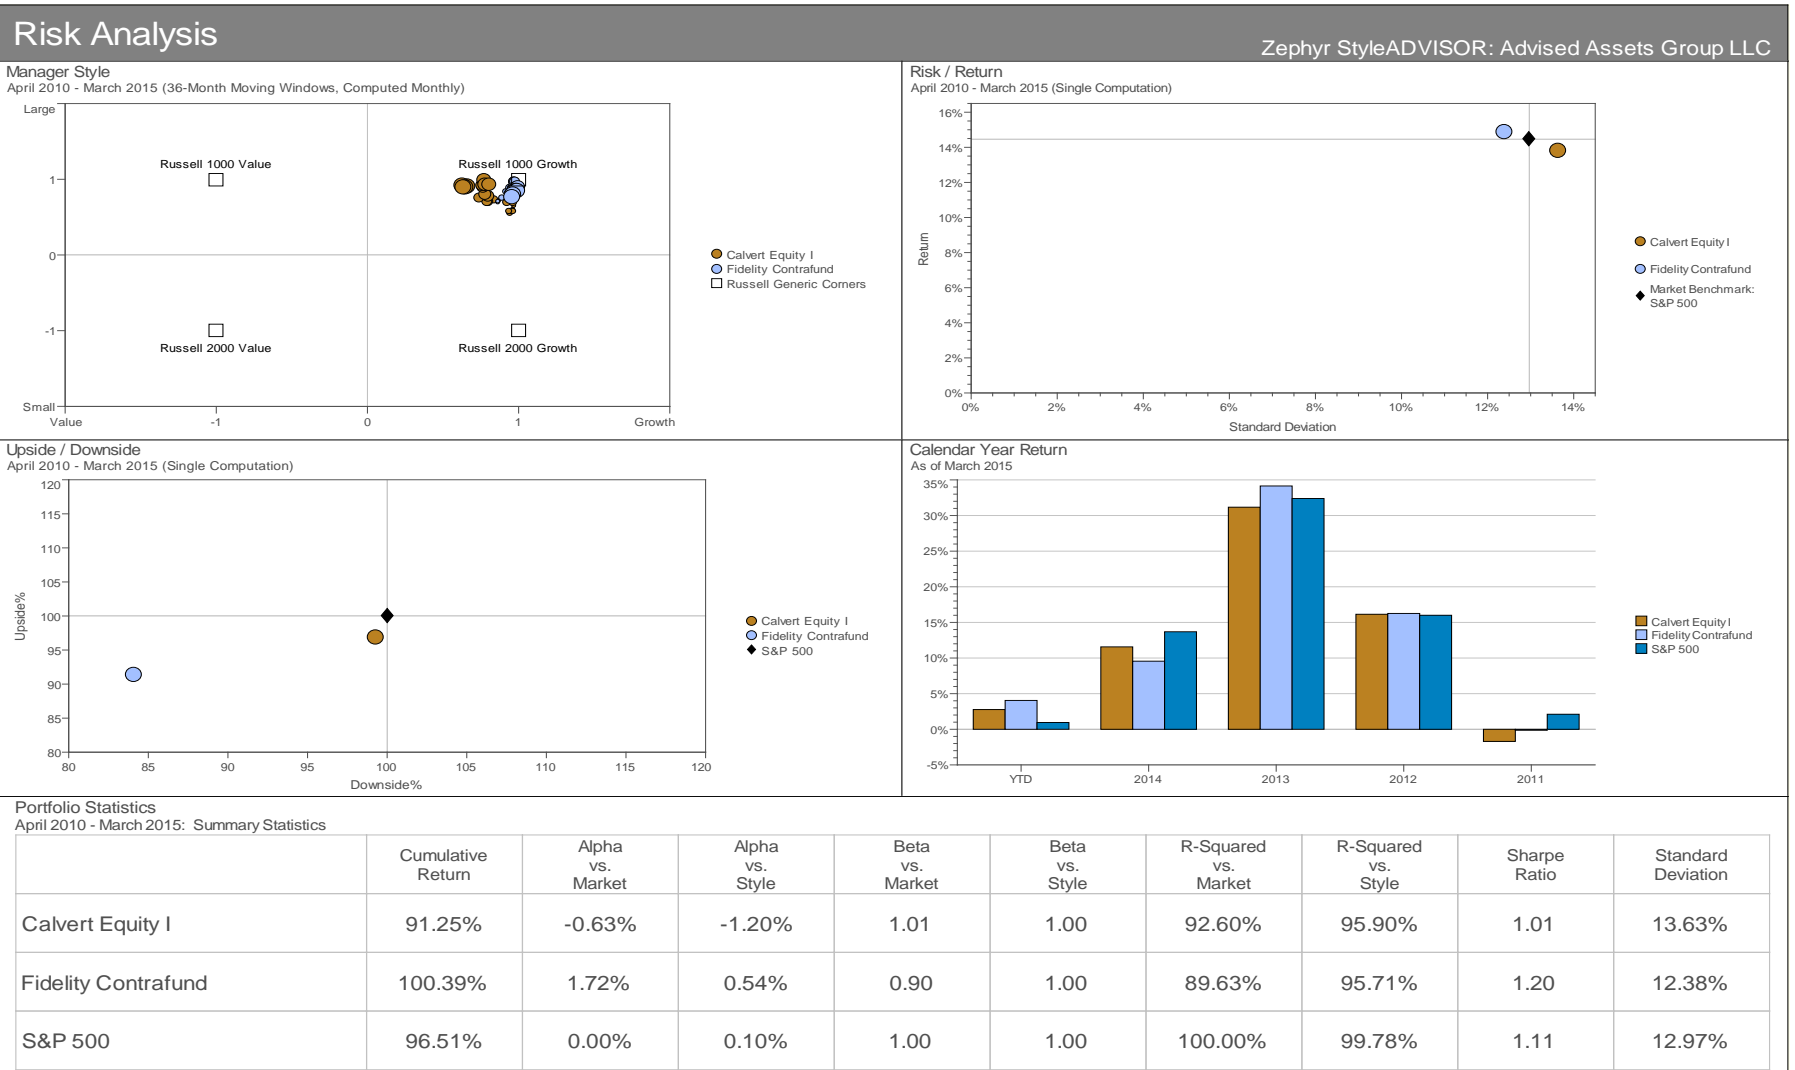 Risk Analysis
Zephyr StyleADVISOR: Advised Assets Group LLC
Manager Style
April 2010 - March 2015 (36-Month Moving Windows, Computed Monthly)
Large
1
0
-1
Small
Value
-1
0
1
Growth
Russell 1000 Value
Russell 1000 Growth
Russell 2000 Value
Russell 2000 Growth
Calvert Equity I
Fidelity Contrafund
Russell Generic Corners
Risk / Return
April 2010 - March 2015 (Single Computation)
Return
16%
14%
12%
10%
8%
6%
4%
2%
0%
0%
2%
4%
6%
8%
10%
12%
14%
Standard Deviation
Calvert Equity I
Fidelity Contrafund
Market Benchmark:
S&P 500
Upside / Downside
April 2010 - March 2015 (Single Computation)
Upside%
120
115
110
105
100
95
90
85
80
80
85
90
95
100
105
110
115
120
Downside%
Calvert Equity I
Fidelity Contrafund
S&P 500
Calendar Year Return
As of March 2015
35%
30%
25%
20%
15%
10%
5%
0%
-5%
YTD
2014
2013
2012
2011
Calvert Equity I
Fidelity Contrafund
S&P 500
Portfolio Statistics
April 2010 - March 2015: Summary Statistics
Cumulative
Return
Alpha
vs.
Market
Alpha
vs.
Style
Beta
vs.
Market
Beta
vs.
Style
R-Squared
vs.
Market
R-Squared
vs.
Style
Sharpe
Ratio
Standard
Deviation
Calvert Equity I 91.25% -0.63% -1.20% 1.01 1.00 92.60% 95.90% 1.01 13.63%
Fidelity Contrafund 100.39% 1.72% 0.54% 0.90 1.00 89.63% 95.71% 1.20 12.38%
S&P 500 96.51% 0.00% 0.10% 1.00 1.00 100.00% 99.78% 1.11 12.97%